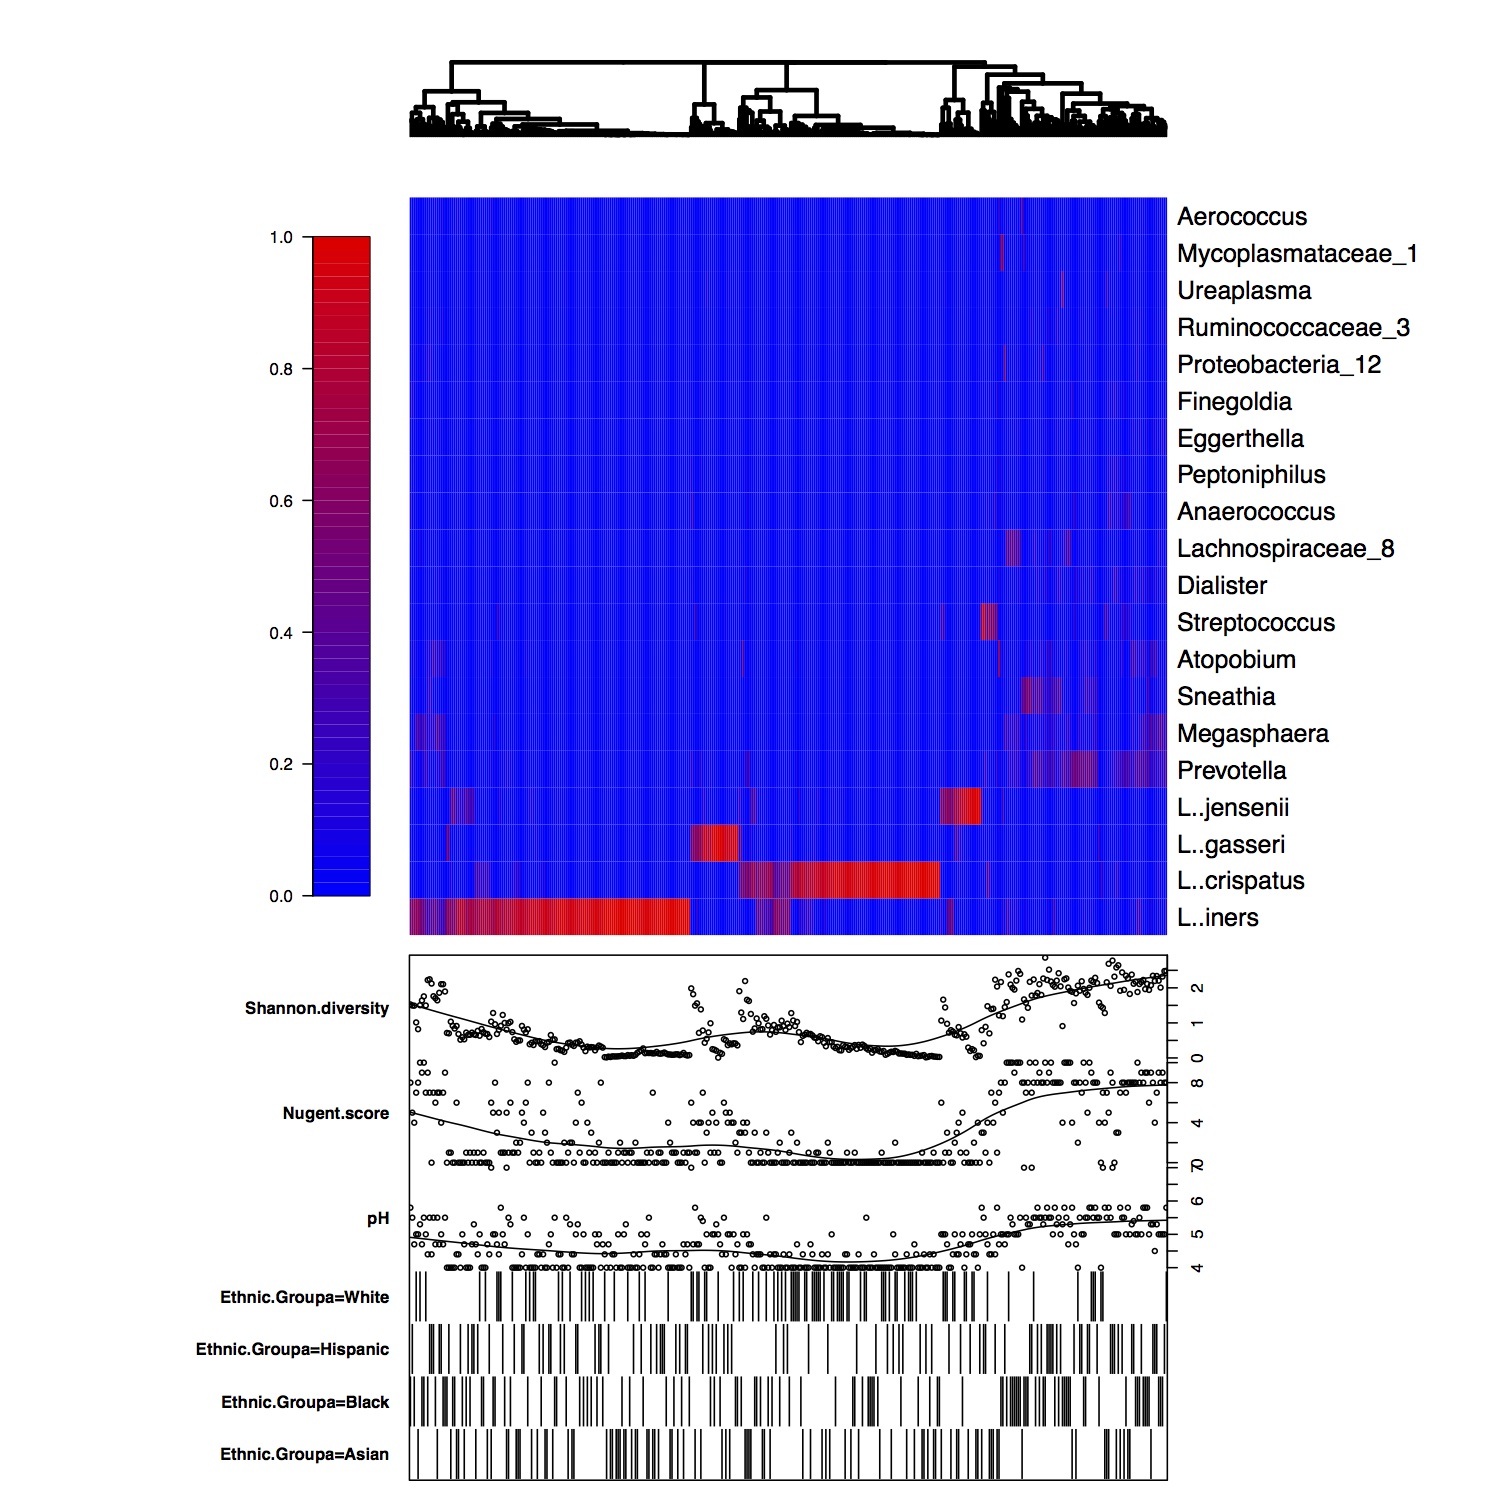 Aerococcus
1.0
Mycoplasmataceae_1
Ureaplasma
Ruminococcaceae_3
0.8
Proteobacteria_12
Finegoldia
Eggerthella
Peptoniphilus
0.6
Anaerococcus
Lachnospiraceae_8
Dialister
Streptococcus
0.4
Atopobium
Sneathia
Megasphaera
0.2
Prevotella
L..jensenii
L..gasseri
L..crispatus
0.0
L..iners
Shannon.diversity
2
1
0
Nugent.score
8
4
0
7
pH
6
5
4
Ethnic.Groupa=White
Ethnic.Groupa=Hispanic
Ethnic.Groupa=Black
Ethnic.Groupa=Asian